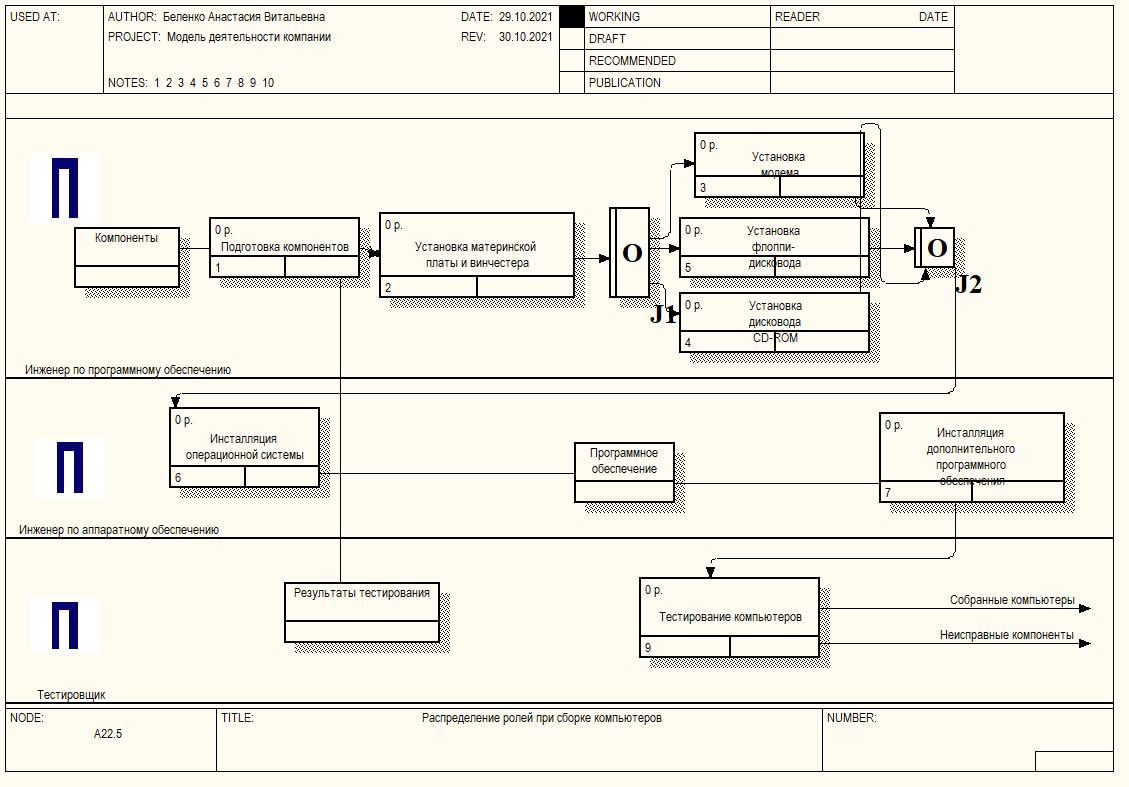 USED AT:
AUTHOR: Беленко Анастасия Витальевна
DATE: 29.10.2021
PROJECT: Модель деятельности компании
REV: 30.10.2021
NOTES: 1 2 3 4 5 6 7 8 9 10
WORKING
DRAFT
RECOMMENDED
PUBLICATION
READER DATE
П
Компоненты
0 р.
Подготовка компонентов
1
0 р.
Установка материнской
платы и винчестера
2
O
J1
0 р.
Установка
модема
3
0 р.
Установка
флоппи-
дисковода
5
0 р.
Установка
дисковода
CD-ROM
4
O
J2
Инженер по программному обеспечению
П
0 р.
Инсталляция
операционной системы
6
Программное
обеспечение
0 р.
Инсталляция
дополнительного
программного
обеспечения
7
Инженер по аппаратному обеспечению
П
Результаты тестирования
0 р.
Тестирование компьютеров
9
Собранные компьютеры
Неисправные компоненты
Тестировщик
NODE:
A22.5
TITLE:
Распределение ролей при сборке компьютеров
NUMBER: